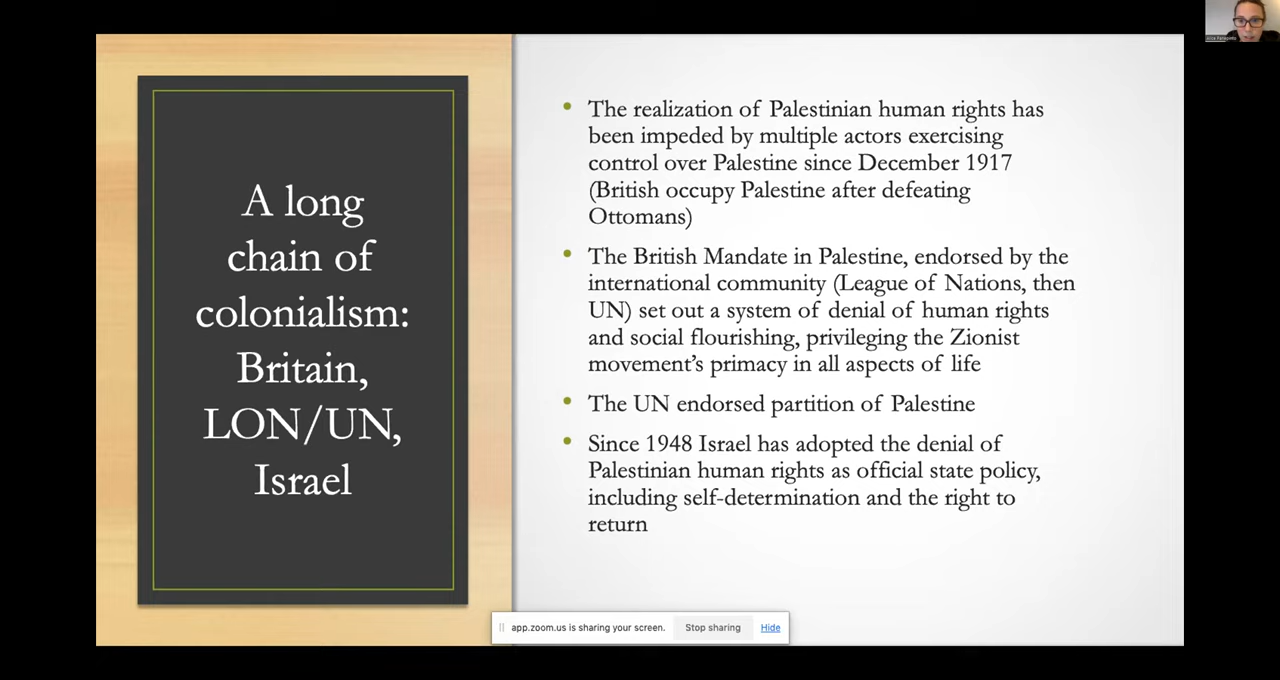 A long
chain of
colonialism:
Britain,
LON/UN,
Israel
The realization of Palestinian human rights has
been impeded by multiple actors exercising
control over Palestine since December 1917
(British occupy Palestine after defeating
Ottomans)
The British Mandate in Palestine, endorsed by the
international community (League of Nations, then
UN) set out a system of denial of human rights
and social flourishing, privileging the Zionist
movement's primacy in all aspects of life
The UN endorsed partition of Palestine
Since 1948 Israel has adopted the denial of
Palestinian human rights as official state policy,
including self-determination and the right to
return
app.zoom.us is sharing your screen. Stop sharing Hide